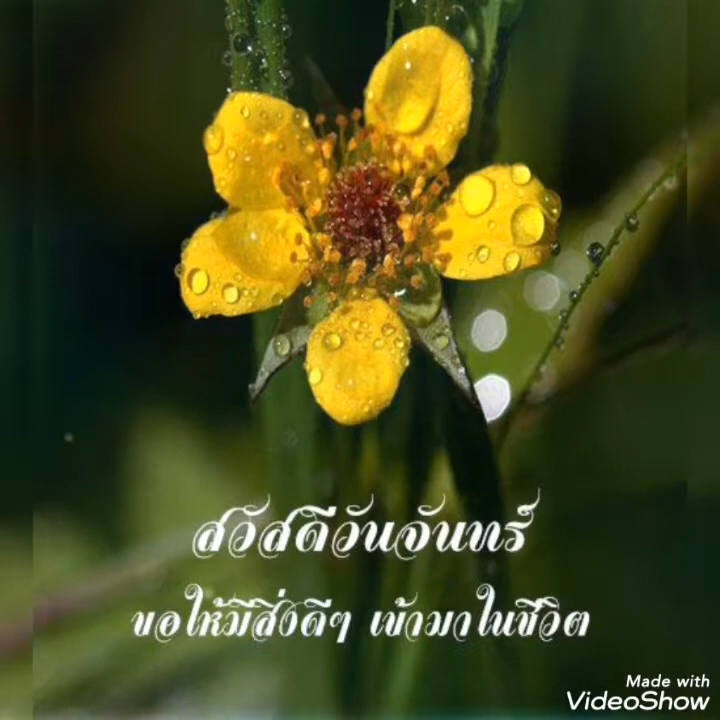 สวัสดีวันจันทร์
ขอให้มีสิ่งดีๆ เข้ามาในชีวิต
Made with
VideoShow